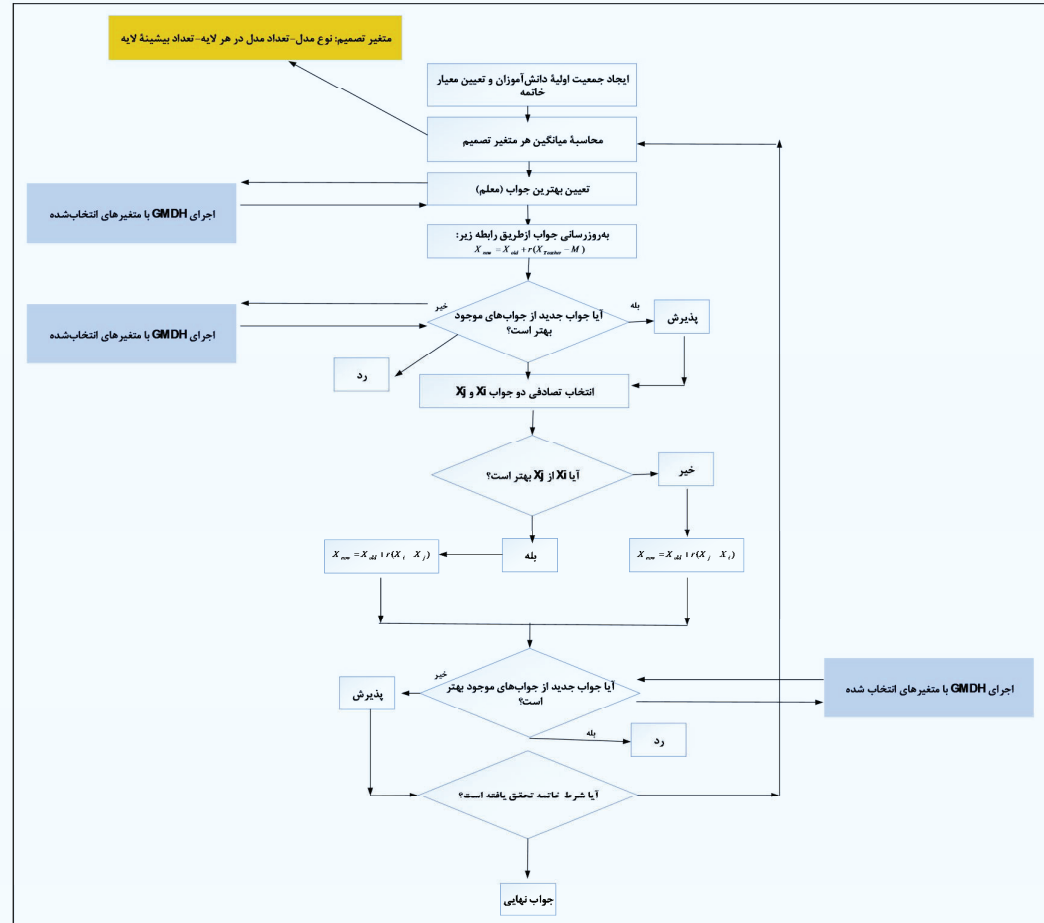 متغیر تصمیم: نوع مدل-تعداد مدل در هر لایه-تعداد بیشینهٔ لایه
ایجاد جمعیت اولیهٔ دانش‌آموزان و تعیین معیار
خاتمه
محاسبهٔ میانگین هر متغیر تصمیم
تعیین بهترین جواب (معلم)
اجرای GMDH با متغیرهای انتخاب‌شده
به‌روزرسانی جواب ازطریق رابطه زیر:
X_new = X_old + r(X_Teacher − M)
خیر
بله
آیا جواب جدید از جواب‌های موجود
بهتر است؟
پذیرش
اجرای GMDH با متغیرهای انتخاب‌شده
رد
انتخاب تصادفی دو جواب Xi و Xj
آیا Xi از Xj بهتر است؟
خیر
بله
X_new = X_old + r(X_i X_j)
X_new = X_old + r(X_j X_i)
خیر
آیا جواب جدید از جواب‌های موجود بهتر
است؟
پذیرش
اجرای GMDH با متغیرهای انتخاب شده
بله
رد
آیا شرط خاتمه تحقق یافته است؟
جواب نهایی